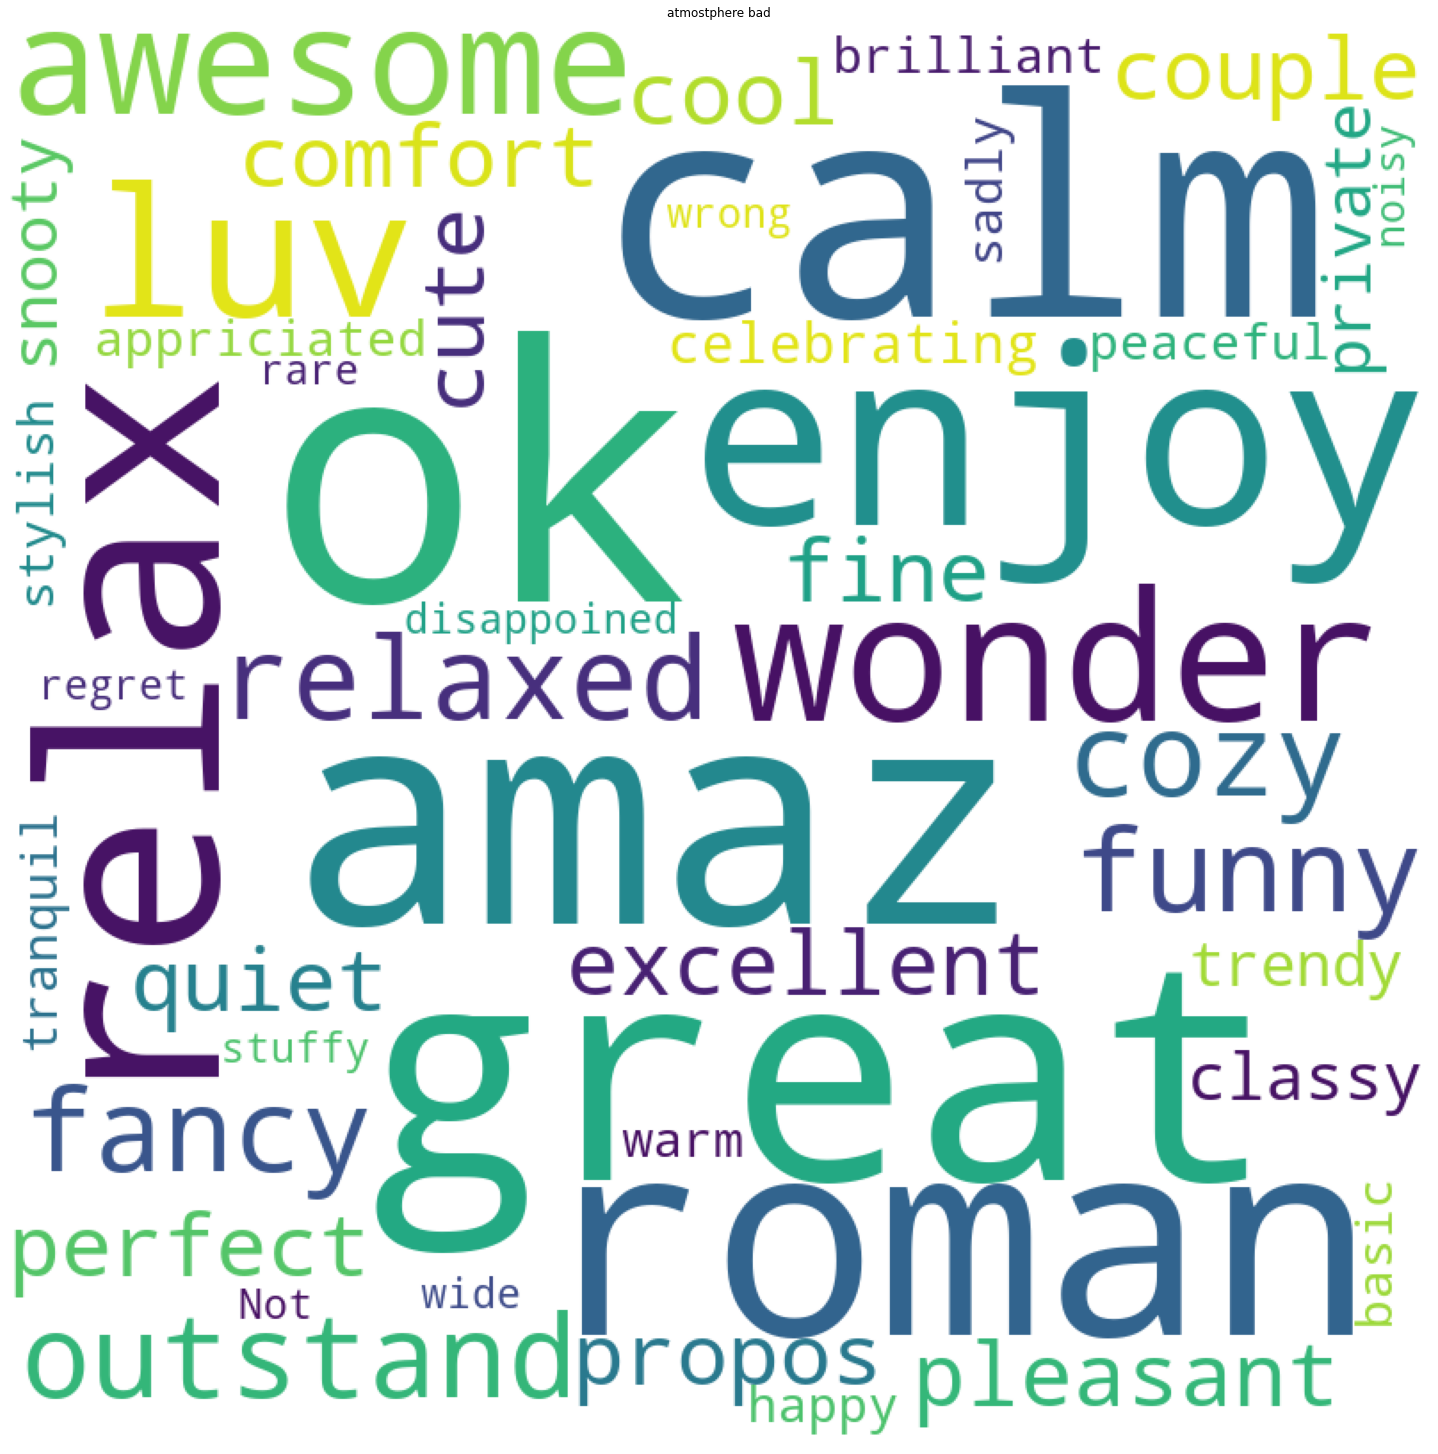 atmostphere bad
awesome
cool
brilliant
couple
comfort
calm
sadly
private
noisy
snooty
luv
cute
wrong
appriciated
rare
celebrating
peaceful
relax
ok
enjoy
stylish
fine
disappoined
relaxed
wonder
regret
amaz
cozy
funny
tranquil
quiet
excellent
trendy
stuffy
great
classy
fancy
warm
roman
basic
perfect
Not
wide
outstand
propos
pleasant
happy